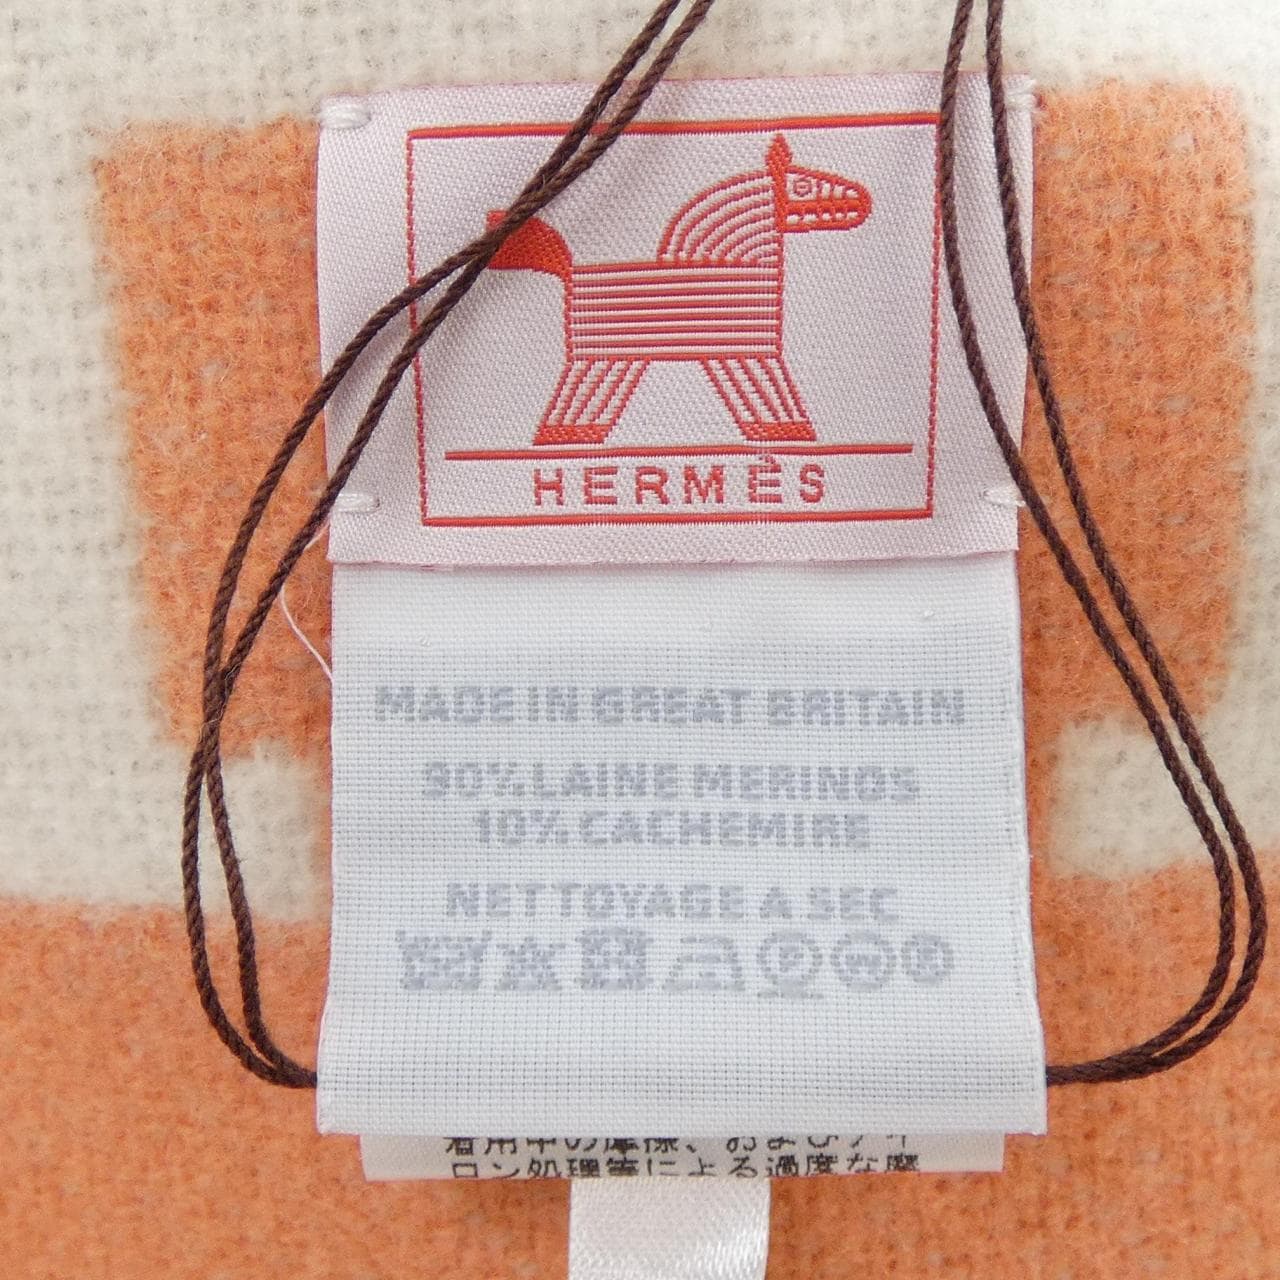 HERMÈS
MADE IN GREAT BRITAIN
90% LAINE MERINOS
10% CACHEMIRE
NETTOYAGE A SEC
P W
着用中の摩擦、およびアイ
ロン処理等による過度な摩